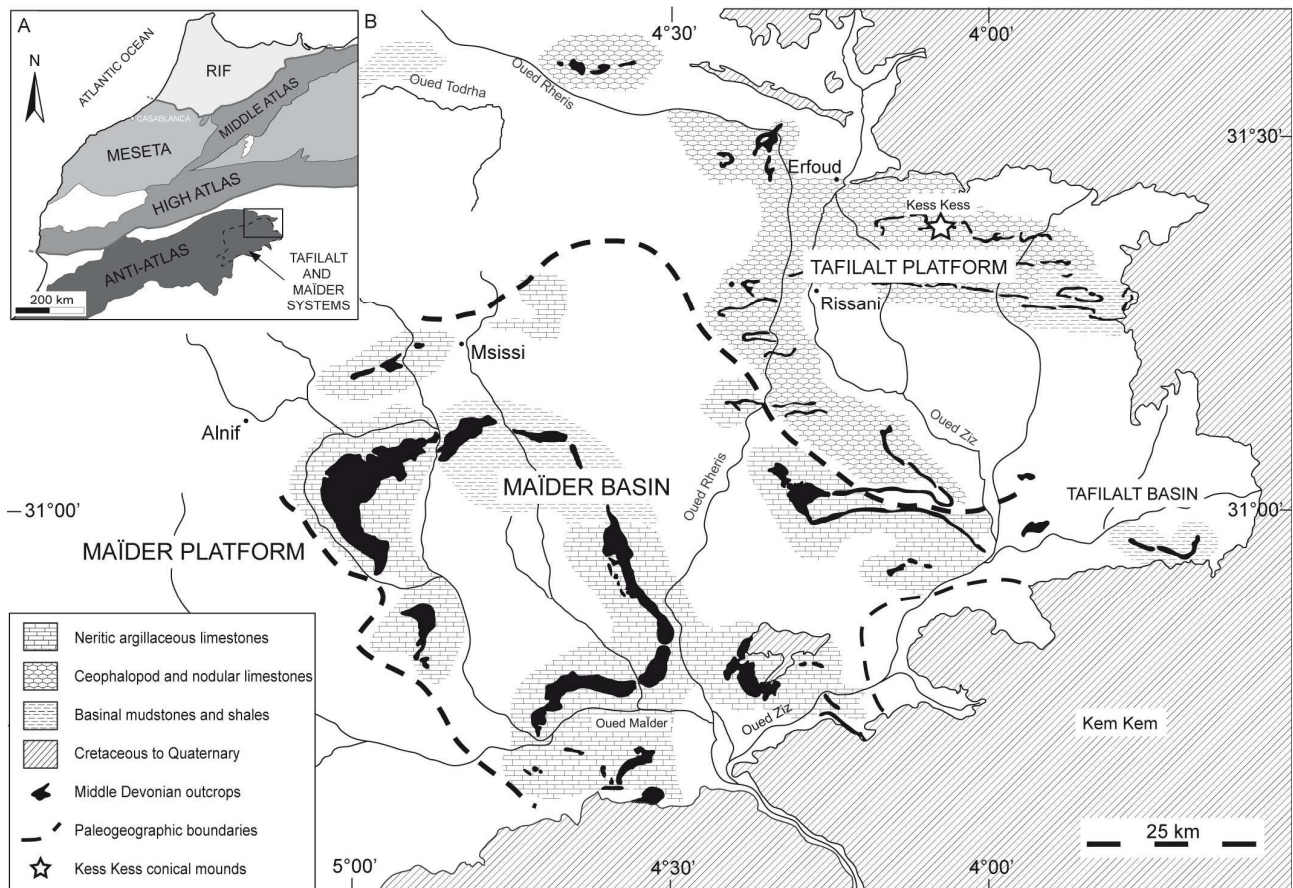 A
N
ATLANTIC OCEAN
RIF
CASABLANCA
MIDDLE ATLAS
MESETA
HIGH ATLAS
ANTI-ATLAS
200 km
TAFILALT
AND
MAÏDER
SYSTEMS
B
4°30’
4°00’
Oued Todrha
Oued Rheris
31°30’
Erfoud
Kess Kess
TAFILALT PLATFORM
Rissani
Msissi
Alnif
Oued Ziz
Oued Rheris
MAÏDER BASIN
TAFILALT BASIN
31°00’
31°00’
MAÏDER PLATFORM
Oued Maïder
Oued Ziz
Kem Kem
Neritic argillaceous limestones
Ceophalopod and nodular limestones
Basinal mudstones and shales
Cretaceous to Quaternary
Middle Devonian outcrops
Paleogeographic boundaries
Kess Kess conical mounds
25 km
5°00’
4°30’
4°00’